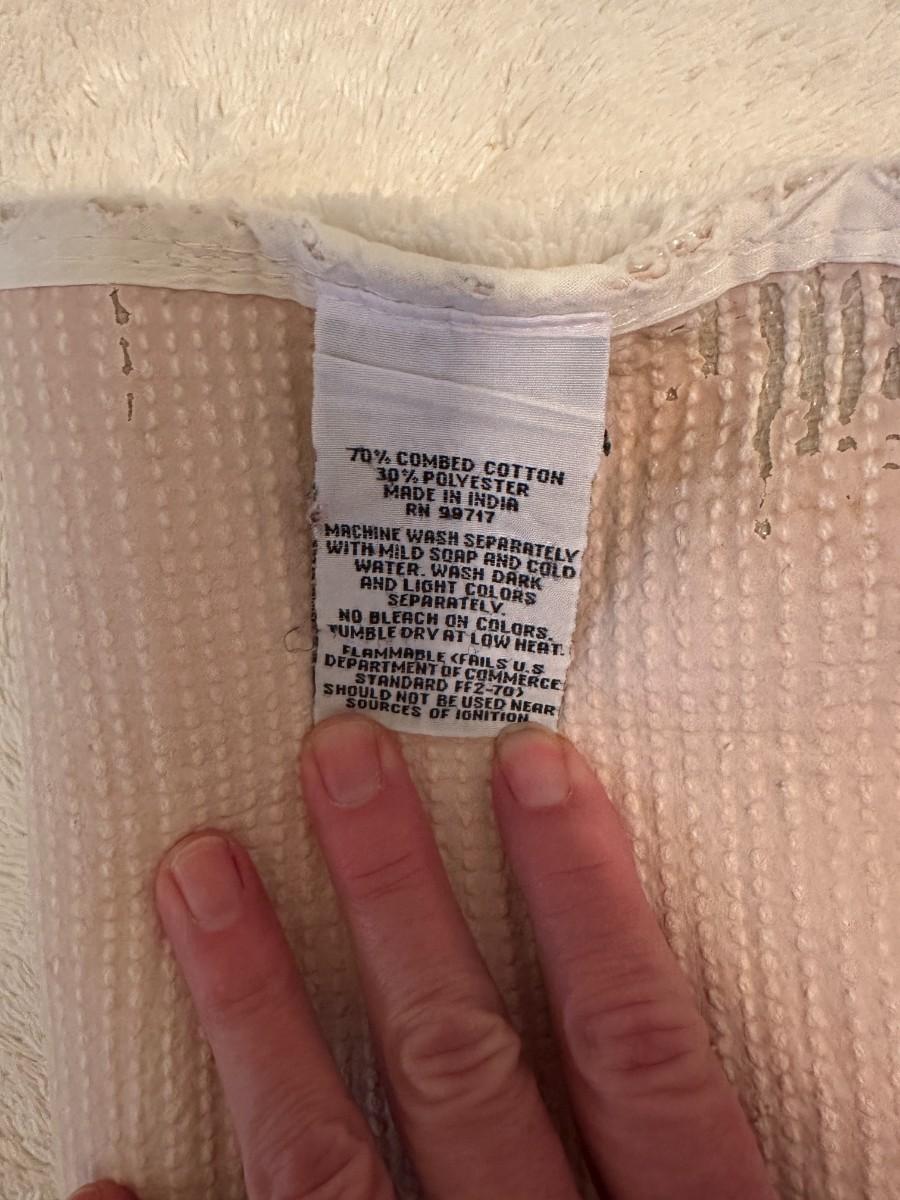 70% COMBED COTTON
30% POLYESTER
MADE IN INDIA
RN 99717
MACHINE WASH SEPARATELY
WITH MILD SOAP AND COLD
WATER. WASH DARK
AND LIGHT COLORS
SEPARATELY.
NO BLEACH ON COLORS.
TUMBLE DRY AT LOW HEAT.
FLAMMABLE (FAILS U.S
DEPARTMENT OF COMMERCE
STANDARD FF2-70)
SHOULD NOT BE USED NEAR
SOURCES OF IGNITION